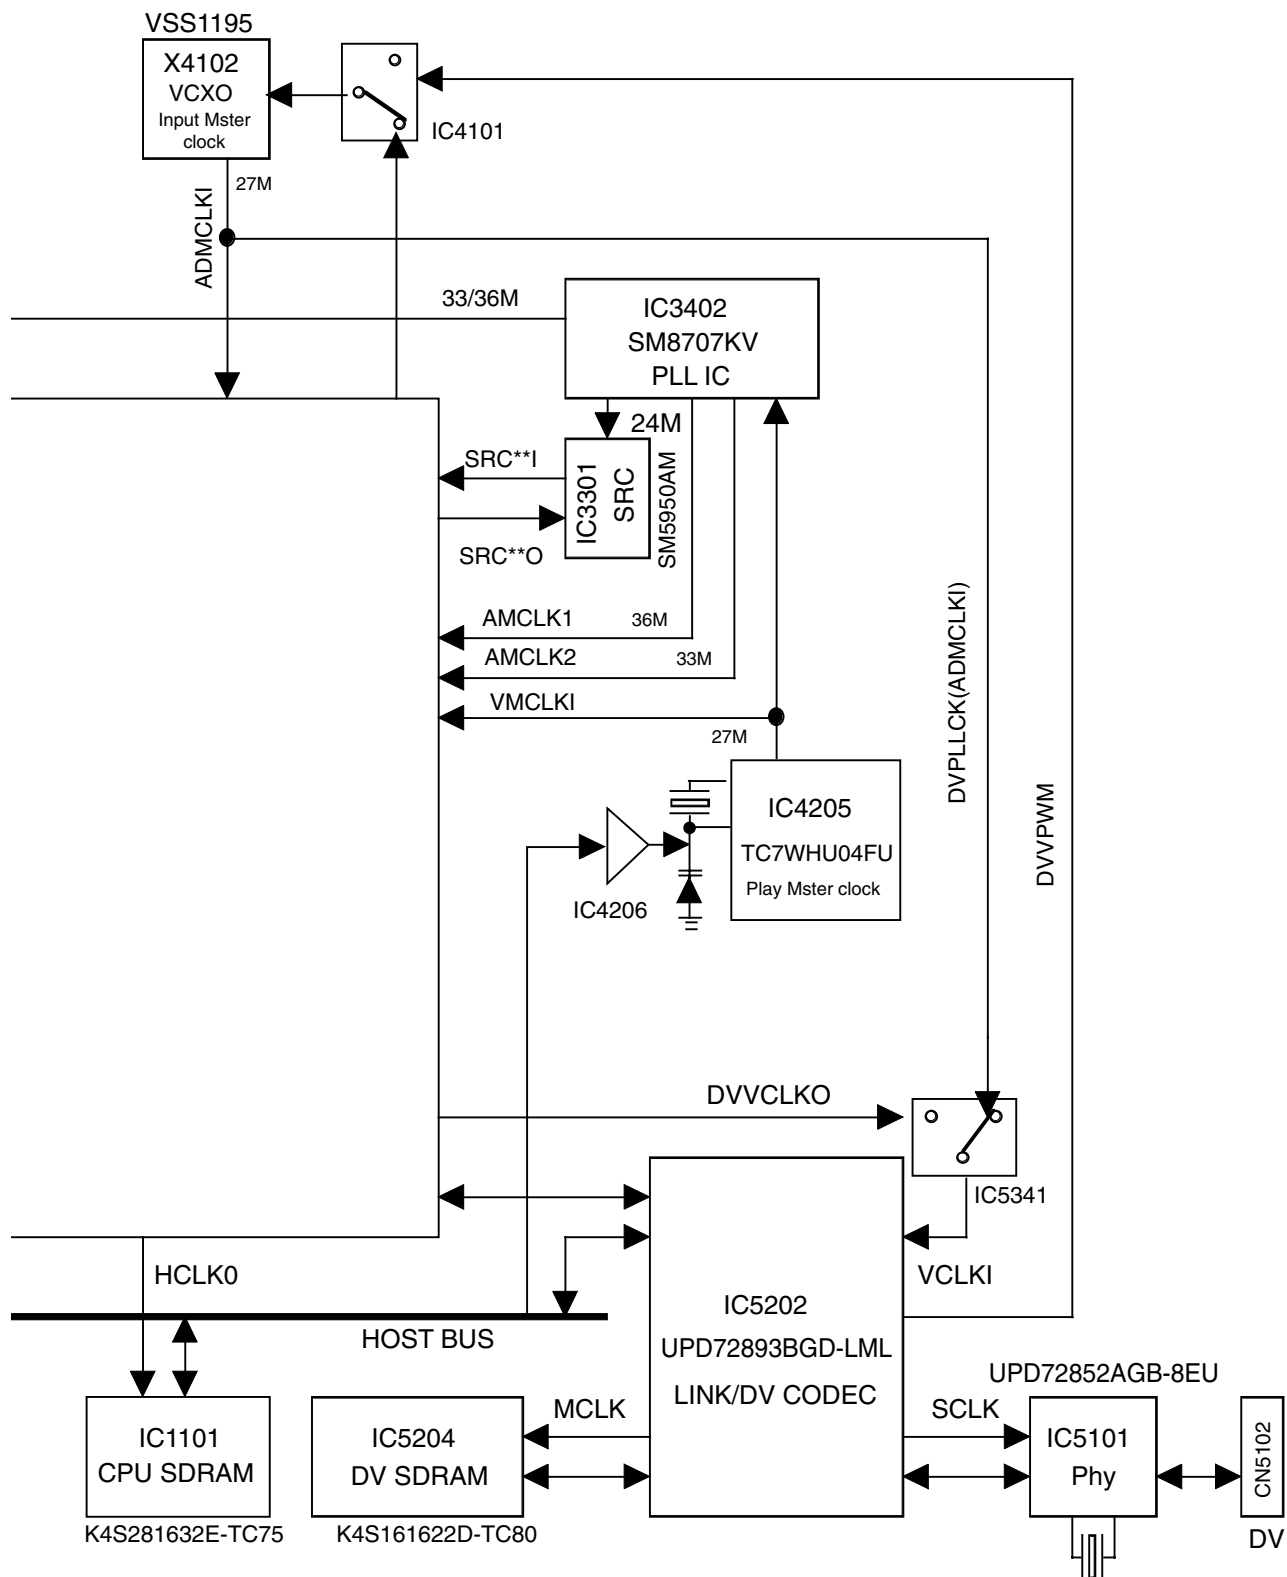 VSS1195
X4102
VCXO
Input Mster
clock
IC4101
27M
ADMCLKI
33/36M
IC3402
SM8707KV
PLL IC
24M
SRC**I
IC3301
SRC
SM5950AM
SRC**O
AMCLK1
36M
AMCLK2
33M
VMCLKI
27M
DVPLLCK(ADMCLKI)
DVVPWM
IC4205
TC7WHU04FU
Play Mster clock
IC4206
DVVCLKO
IC5341
VCLKI
HCLK0
HOST BUS
IC5202
UPD72893BGD-LML
LINK/DV CODEC
UPD72852AGB-8EU
MCLK
SCLK
IC1101
CPU SDRAM
IC5204
DV SDRAM
IC5101
Phy
CN5102
K4S281632E-TC75
K4S161622D-TC80
DV